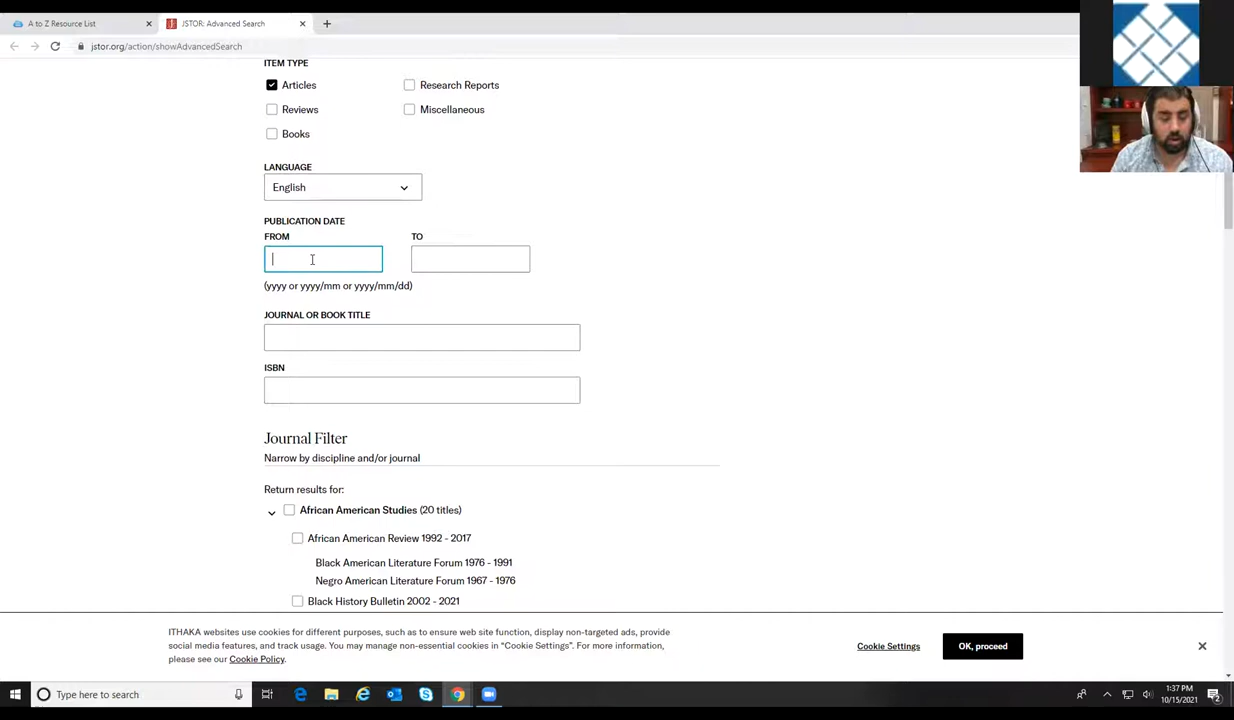 A to Z Resource List
JSTOR: Advanced Search
jstor.org/action/showAdvancedSearch
ITEM TYPE
Articles
Research Reports
Reviews
Miscellaneous
Books
LANGUAGE
English
PUBLICATION DATE
FROM
TO
(yyyy or yyyy/mm or yyyy/mm/dd)
JOURNAL OR BOOK TITLE
ISBN
Journal Filter
Narrow by discipline and/or journal
Return results for:
African American Studies (20 titles)
African American Review 1992 - 2017
Black American Literature Forum 1976 - 1991
Negro American Literature Forum 1967 - 1976
Black History Bulletin 2002 - 2021
ITHAKA websites use cookies for different purposes, such as to ensure web site function, display non-targeted ads, provide
social media features, and track usage. You may manage non-essential cookies in "Cookie Settings". For more information,
please see our Cookie Policy.
Cookie Settings
OK, proceed
Type here to search
1:37 PM
10/15/2021
2